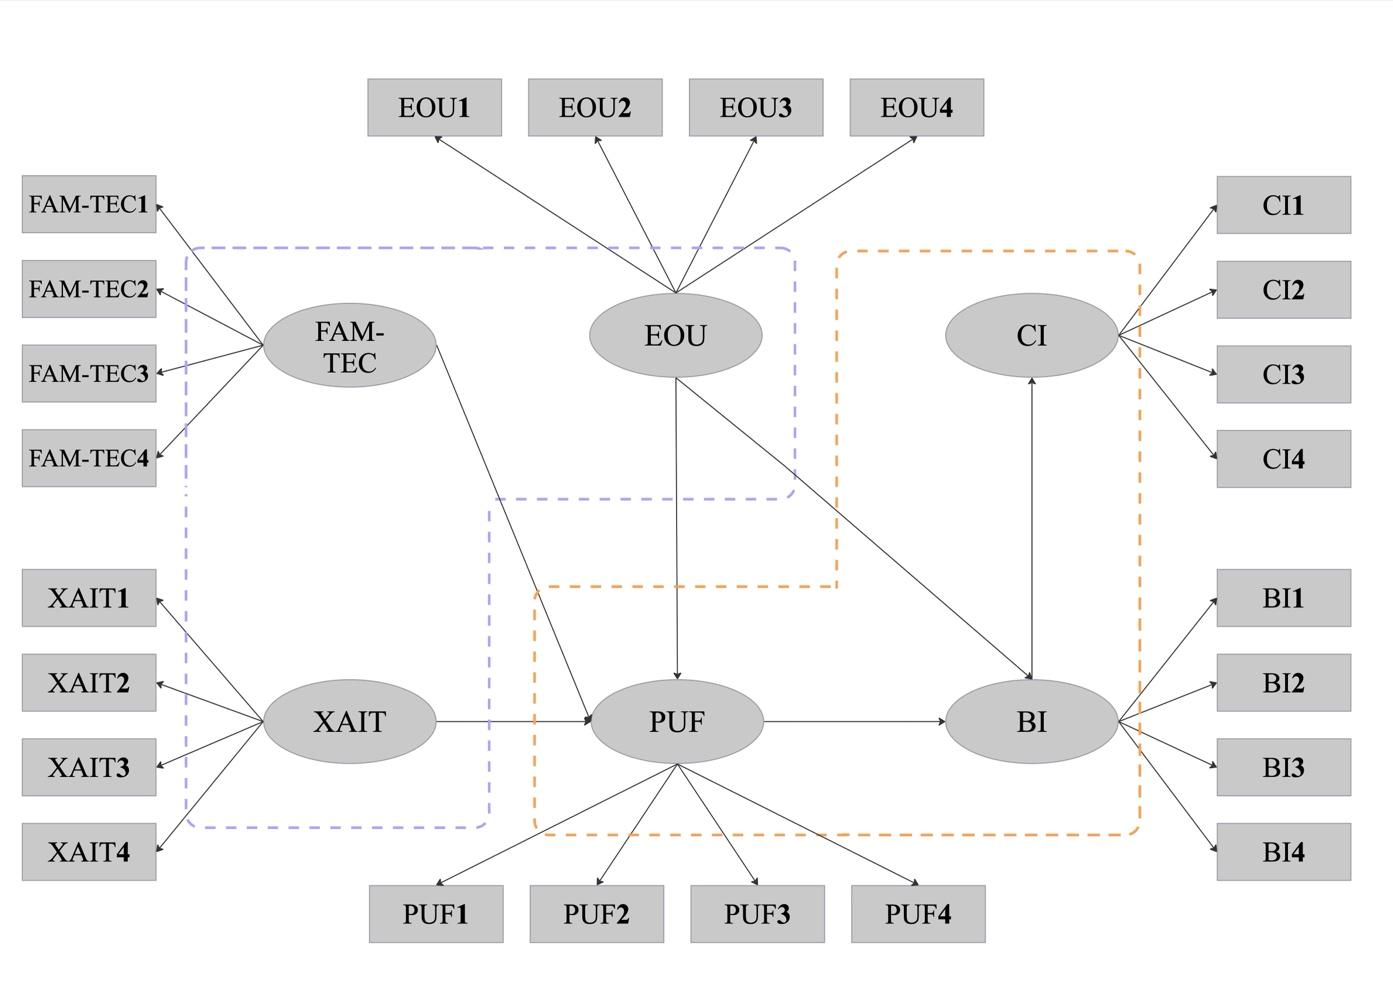 EOU1
EOU2
EOU3
EOU4
FAM-TEC1
FAM-TEC2
FAM-TEC3
FAM-TEC4
CI1
CI2
CI3
CI4
FAM-
TEC
EOU
CI
XAIT1
XAIT2
XAIT3
XAIT4
BI1
BI2
BI3
BI4
XAIT
PUF
BI
PUF1
PUF2
PUF3
PUF4